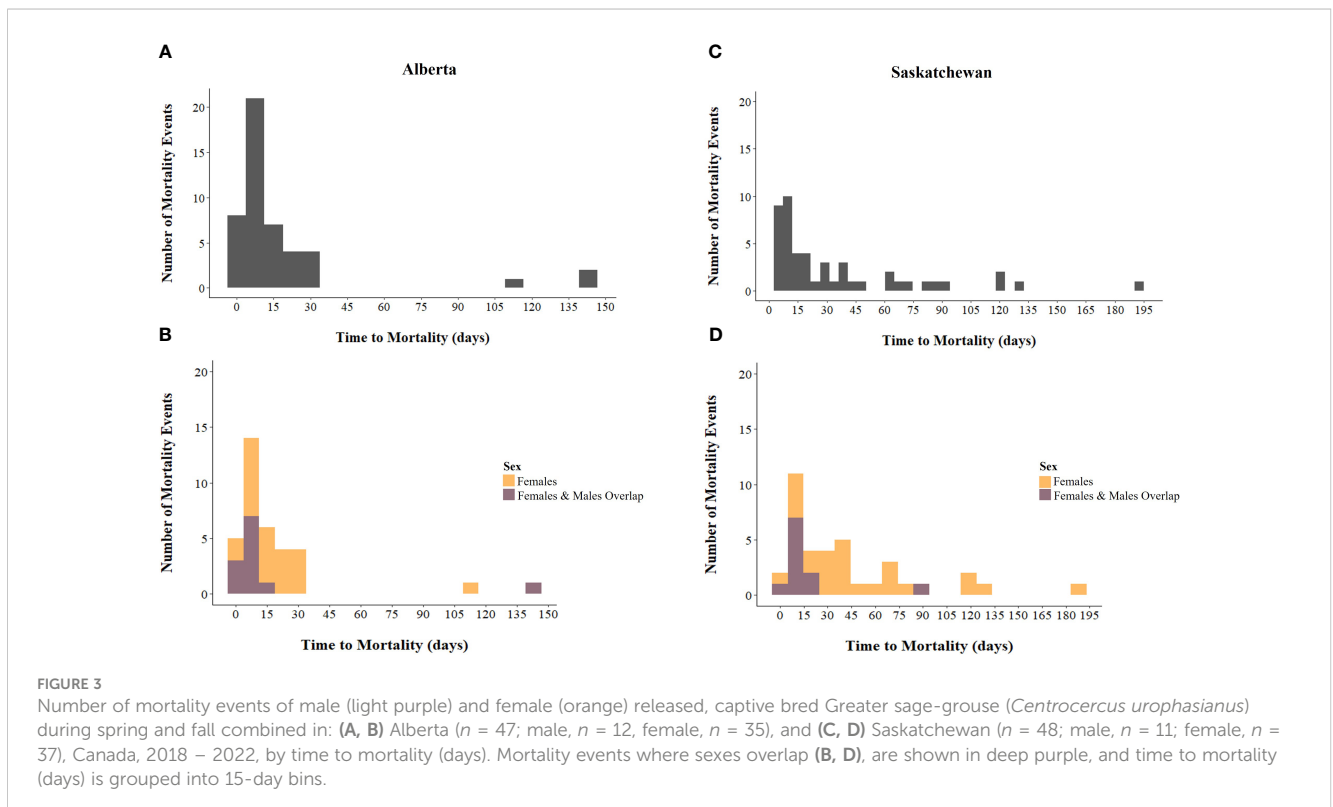 A
Alberta
Number of Mortality Events
20
15
10
5
0
0 15 30 45 60 75 90 105 120 135 150
Time to Mortality (days)
C
Saskatchewan
Number of Mortality Events
20
15
10
5
0
0 15 30 45 60 75 90 105 120 135 150 165 180 195
Time to Mortality (days)
B
Number of Mortality Events
20
15
10
5
0
Sex
Females
Females & Males Overlap
0 15 30 45 60 75 90 105 120 135 150
Time to Mortality (days)
D
Number of Mortality Events
20
15
10
5
0
Sex
Females
Females & Males Overlap
0 15 30 45 60 75 90 105 120 135 150 165 180 195
Time to Mortality (days)
FIGURE 3
Number of mortality events of male (light purple) and female (orange) released, captive bred Greater sage-grouse (Centrocercus urophasianus)
during spring and fall combined in: (A, B) Alberta (n = 47; male, n = 12, female, n = 35), and (C, D) Saskatchewan (n = 48; male, n = 11; female, n =
37), Canada, 2018 – 2022, by time to mortality (days). Mortality events where sexes overlap (B, D), are shown in deep purple, and time to mortality
(days) is grouped into 15-day bins.